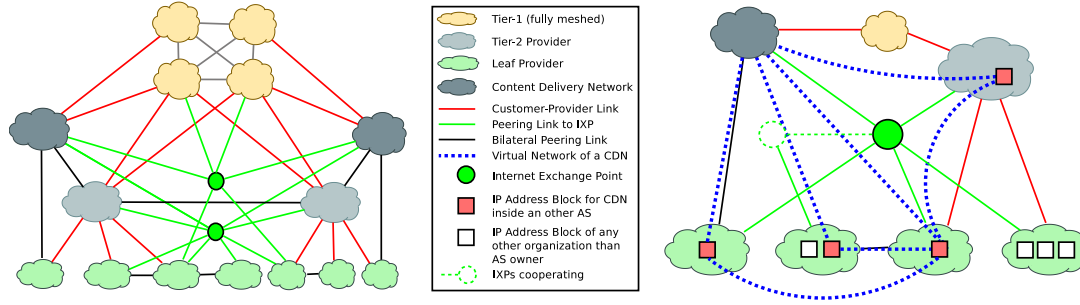 Tier-1 (fully meshed)
Tier-2 Provider
Leaf Provider
Content Delivery Network
Customer-Provider Link
Peering Link to IXP
Bilateral Peering Link
Virtual Network of a CDN
Internet Exchange Point
IP Address Block for CDN
inside an other AS
IP Address Block of any
other organization than
AS owner
IXPs cooperating